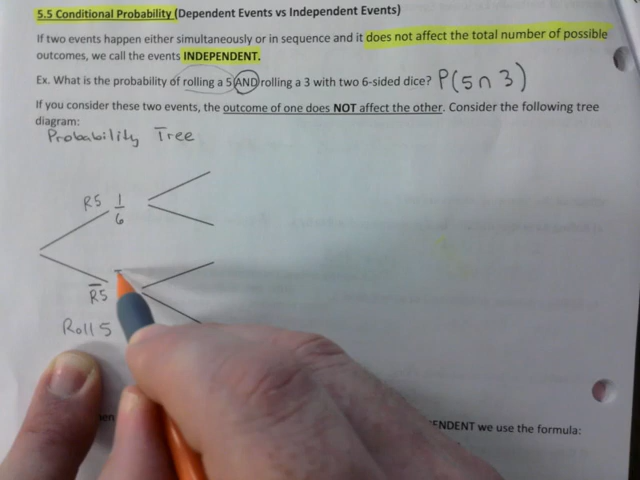 5.5 Conditional Probability (Dependent Events vs Independent Events)
If two events happen either simultaneously or in sequence and it does not affect the total number of possible
outcomes, we call the events INDEPENDENT.
Ex. What is the probability of rolling a 5 AND rolling a 3 with two 6-sided dice? P(5∩3)
If you consider these two events, the outcome of one does NOT affect the other. Consider the following tree
diagram:
Probability Tree
R5 1/6
R̅5
Roll 5
ENDENT we use the formula: